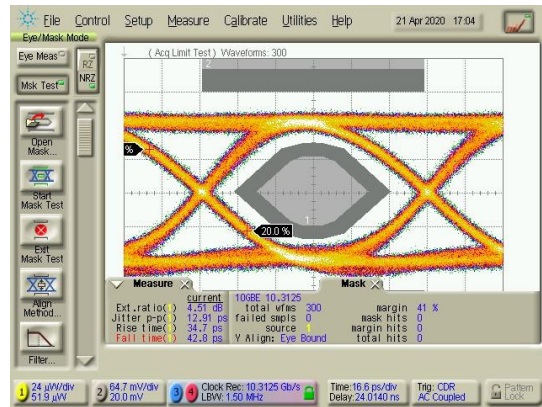 File Control Setup Measure Calibrate Utilities Help 21 Apr 2020 17:04
Eye/Mask Mode
Eye Meas
RZ
NRZ
Msk Test
( Acq Limit Test ) Waveforms: 300
2
Open Mask...
%
Start Mask Test
1
20.0 %
Exit Mask Test
Align Method...
Filter...
Measure
current
Ext.ratio(1) 4.51 dB
Jitter p-p(1) 12.91 ps
Rise time(1) 34.7 ps
Fall time(1) 42.8 ps
Mask
10GBE 10.3125
total wfms 300 margin 41 %
failed smpls 0 mask hits 0
source 1 margin hits 0
Y Align: Eye Bound total hits 0
1 24 µW/div
51.9 µW
2 64.7 mV/div
20.0 mV
3 4 Clock Rec: 10.3125 Gb/s
LBW: 1.50 MHz
Time:16.6 ps/div
Delay:24.0140 ns
Trig: CDR
AC Coupled
Pattern
Lock